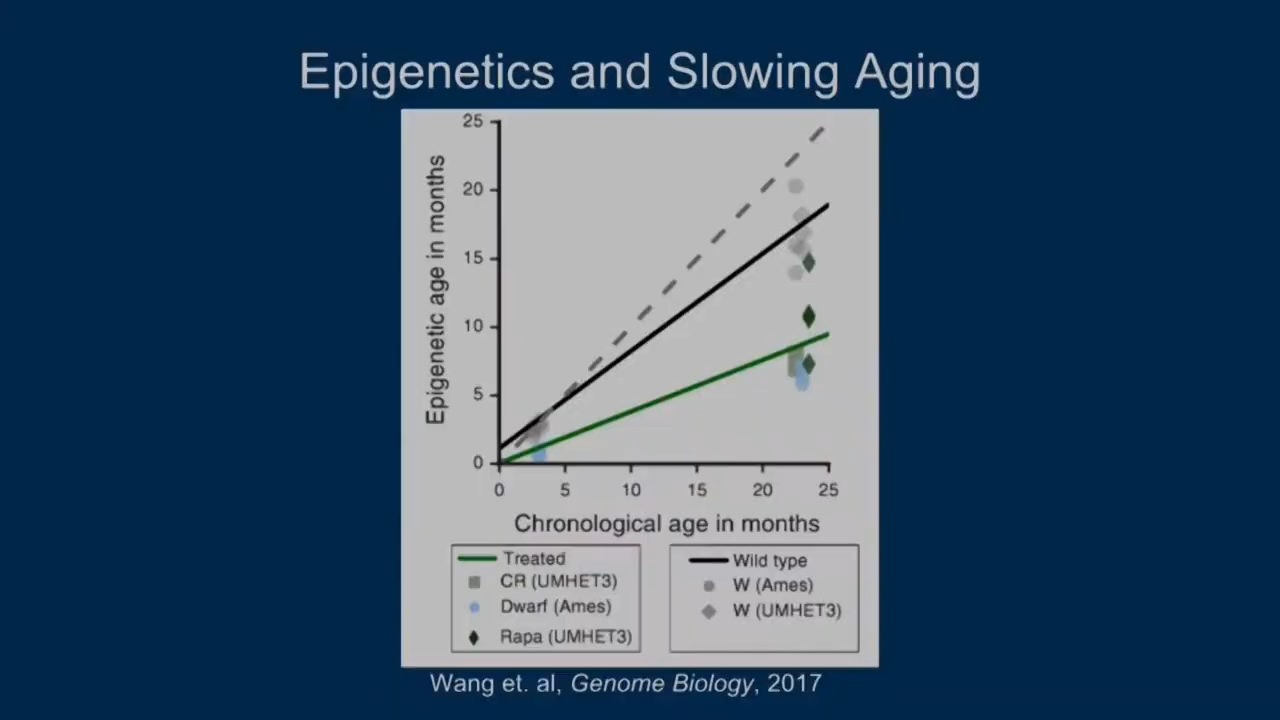 Epigenetics and Slowing Aging
25
20
15
10
5
0
Epigenetic age in months
0 5 10 15 20 25
Chronological age in months
Treated
CR (UMHET3)
Dwarf (Ames)
Rapa (UMHET3)
Wild type
W (Ames)
W (UMHET3)
Wang et. al, Genome Biology, 2017